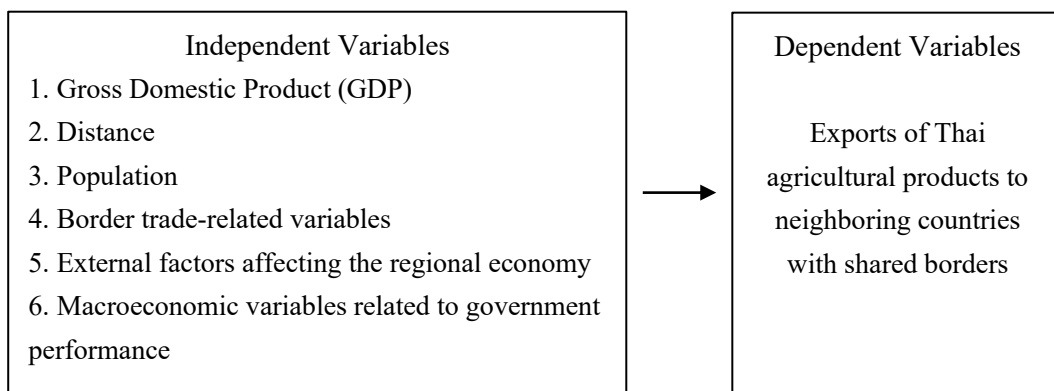 Independent Variables
1. Gross Domestic Product (GDP)
2. Distance
3. Population
4. Border trade-related variables
5. External factors affecting the regional economy
6. Macroeconomic variables related to government
performance
Dependent Variables
Exports of Thai
agricultural products to
neighboring countries
with shared borders